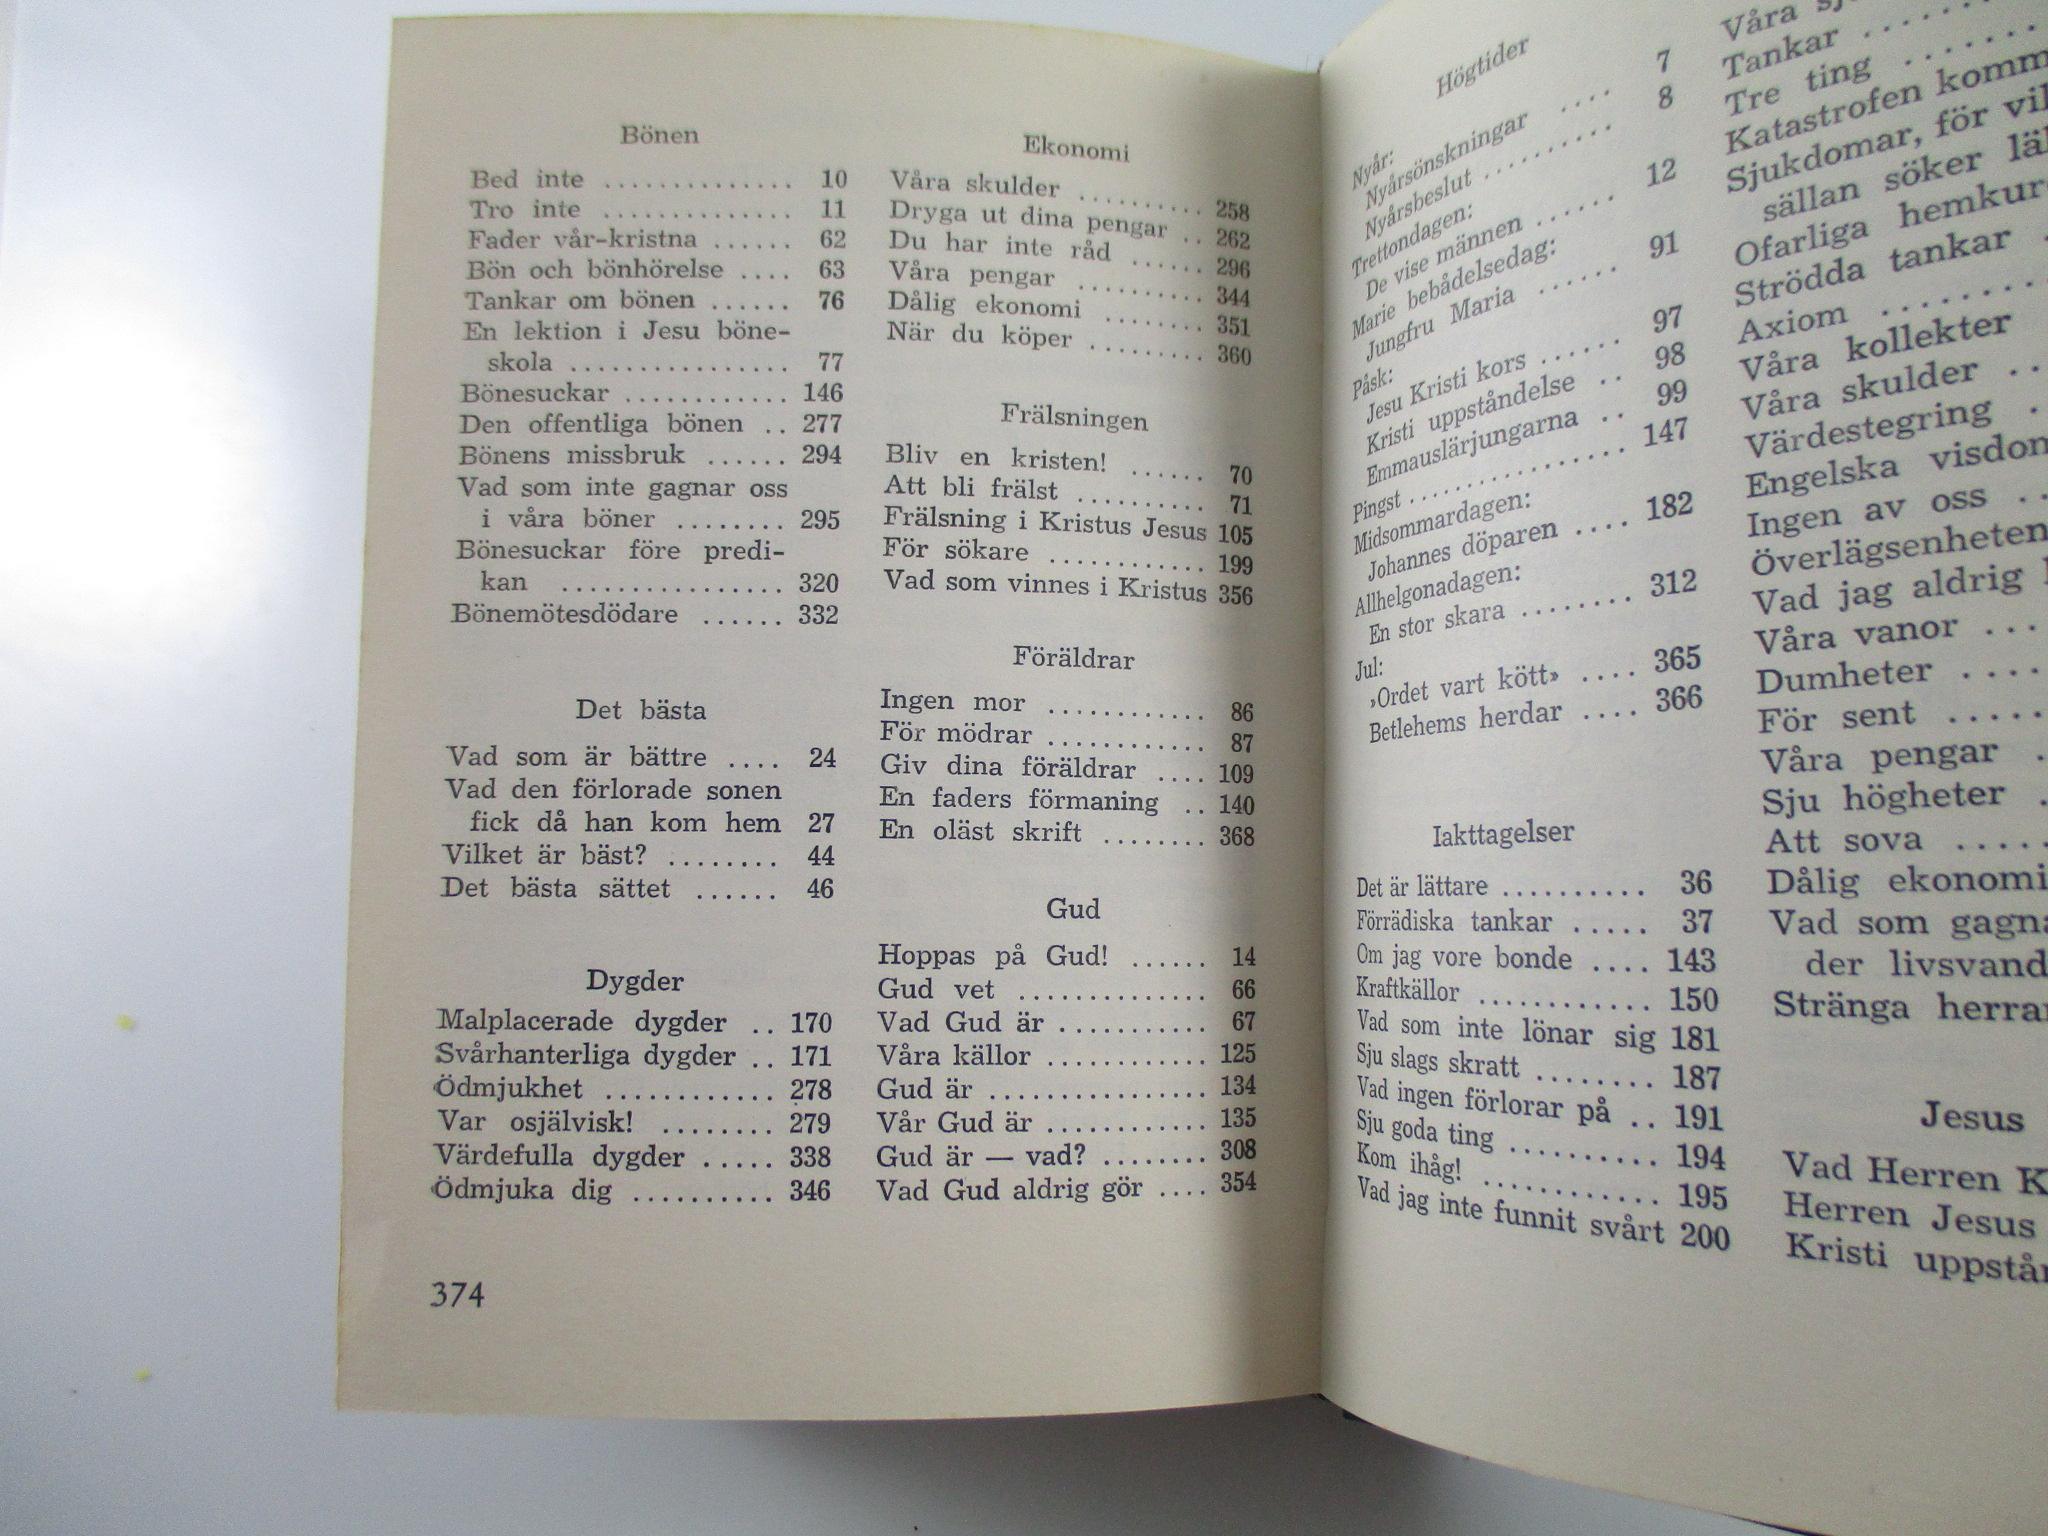 Bönen
Bed inte .............. 10
Tro inte .............. 11
Fader vår-kristna ...... 62
Bön och bönhörelse .... 63
Tankar om bönen ...... 76
En lektion i Jesu böne-
skola ................ 77
Bönesuckar ............ 146
Den offentliga bönen .. 277
Bönens missbruk ...... 294
Vad som inte gagnar oss
i våra böner ........ 295
Bönesuckar före predi-
kan ................ 320
Bönemötesdödare ...... 332
Det bästa
Vad som är bättre .... 24
Vad den förlorade sonen
fick då han kom hem 27
Vilket är bäst? ........ 44
Det bästa sättet ...... 46
Dygder
Malplacerade dygder .. 170
Svårhanterliga dygder .. 171
Ödmjukhet ............ 278
Var osjälvisk! ........ 279
Värdefulla dygder ..... 338
Ödmjuka dig .......... 346
374
Ekonomi
Våra skulder .......... 258
Dryga ut dina pengar .. 262
Du har inte råd ...... 296
Våra pengar .......... 344
Dålig ekonomi ........ 351
När du köper ......... 360
Frälsningen
Bliv en kristen! ...... 70
Att bli frälst .......... 71
Frälsning i Kristus Jesus 105
För sökare ............ 199
Vad som vinnes i Kristus 356
Föräldrar
Ingen mor ............ 86
För mödrar ............ 87
Giv dina föräldrar .... 109
En faders förmaning .. 140
En oläst skrift ........ 368
Gud
Hoppas på Gud! ...... 14
Gud vet .............. 66
Vad Gud är ........... 67
Våra källor ............ 125
Gud är ................ 134
Vår Gud är ............ 135
Gud är — vad? ........ 308
Vad Gud aldrig gör .... 354
Högtider
Nyår:
Nyårsönskningar .... 7
Nyårsbeslut .......... 8
Trettondagen:
De vise männen ...... 12
Marie bebådelsedag:
Jungfru Maria ...... 91
Påsk:
Jesu Kristi kors ...... 97
Kristi uppståndelse .. 98
Emmauslärjungarna .. 99
Pingst ................ 147
Midsommardagen:
Johannes döparen .... 182
Allhelgonadagen:
En stor skara ........ 312
Jul:
»Ordet vart kött» .... 365
Betlehems herdar .... 366
Iakttagelser
Det är lättare .......... 36
Förrädiska tankar ..... 37
Om jag vore bonde .... 143
Kraftkällor ............ 150
Vad som inte lönar sig 181
Sju slags skratt ........ 187
Vad ingen förlorar på .. 191
Sju goda ting .......... 194
Kom ihåg! ............ 195
Vad jag inte funnit svårt 200
Våra
Tankar ......
Tre ting .......
Katastrofen
Sjukdomar, för
sällan söker
Ofarliga
Strödda tankar .
Axiom ........
Våra kollekter
Våra skulder ..
Värdestegring .
Engelska
Ingen av oss ..
Överlägsenheten
Vad jag aldrig
Våra vanor ...
Dumheter ....
För sent .....
Våra pengar .
Sju högheter .
Att sova .....
Dålig ekonomi
Vad som
der
Stränga
Jesus
Vad Herren
Herren Jesus
Kristi